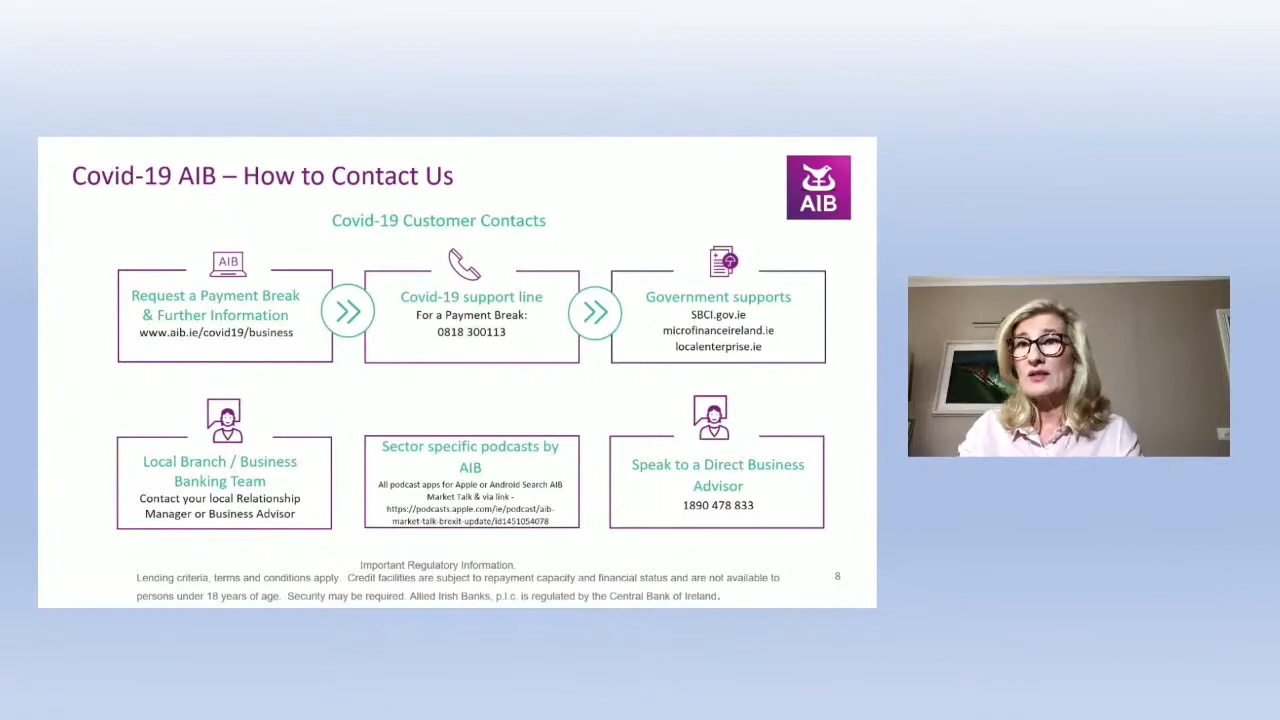 Covid-19 AIB – How to Contact Us
AIB
Covid-19 Customer Contacts
AIB
Request a Payment Break
& Further Information
www.aib.ie/covid19/business
Covid-19 support line
For a Payment Break:
0818 300113
Government supports
SBCI.gov.ie
microfinanceireland.ie
localenterprise.ie
Local Branch / Business
Banking Team
Contact your local Relationship
Manager or Business Advisor
Sector specific podcasts by
AIB
All podcast apps for Apple or Android Search AIB
Market Talk & via link -
https://podcasts.apple.com/ie/podcast/aib-
market-talk-brexit-update/id1451054078
Speak to a Direct Business
Advisor
1890 478 833
Important Regulatory Information.
Lending criteria, terms and conditions apply. Credit facilities are subject to repayment capacity and financial status and are not available to
persons under 18 years of age. Security may be required. Allied Irish Banks, p.l.c. is regulated by the Central Bank of Ireland.
8